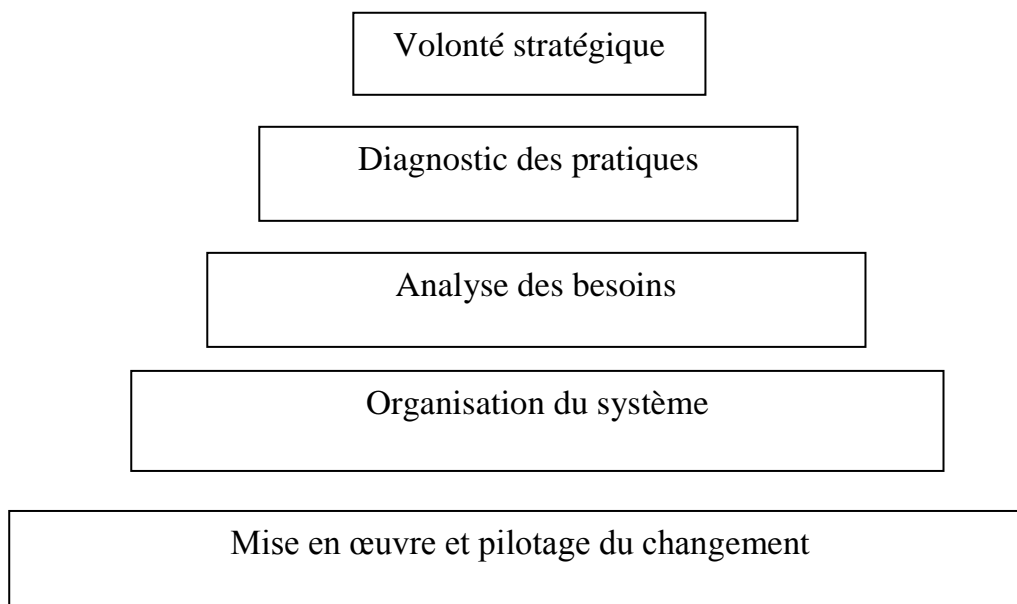 Volonté stratégique
Diagnostic des pratiques
Analyse des besoins
Organisation du système
Mise en œuvre et pilotage du changement